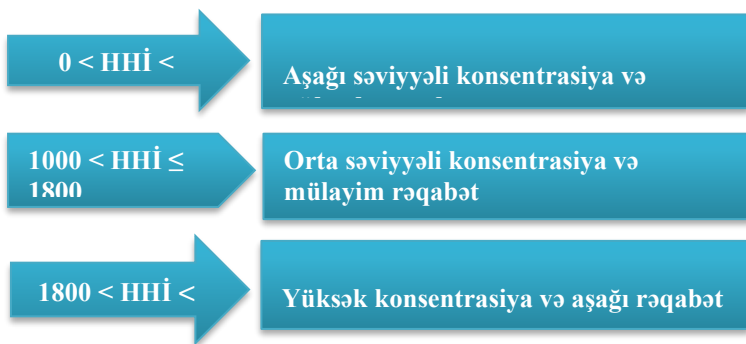 0 < HHİ <
Aşağı səviyyəli konsentrasiya və
1000 < HHİ ≤
1800
Orta səviyyəli konsentrasiya və
mülayim rəqabət
1800 < HHİ <
Yüksək konsentrasiya və aşağı rəqabət